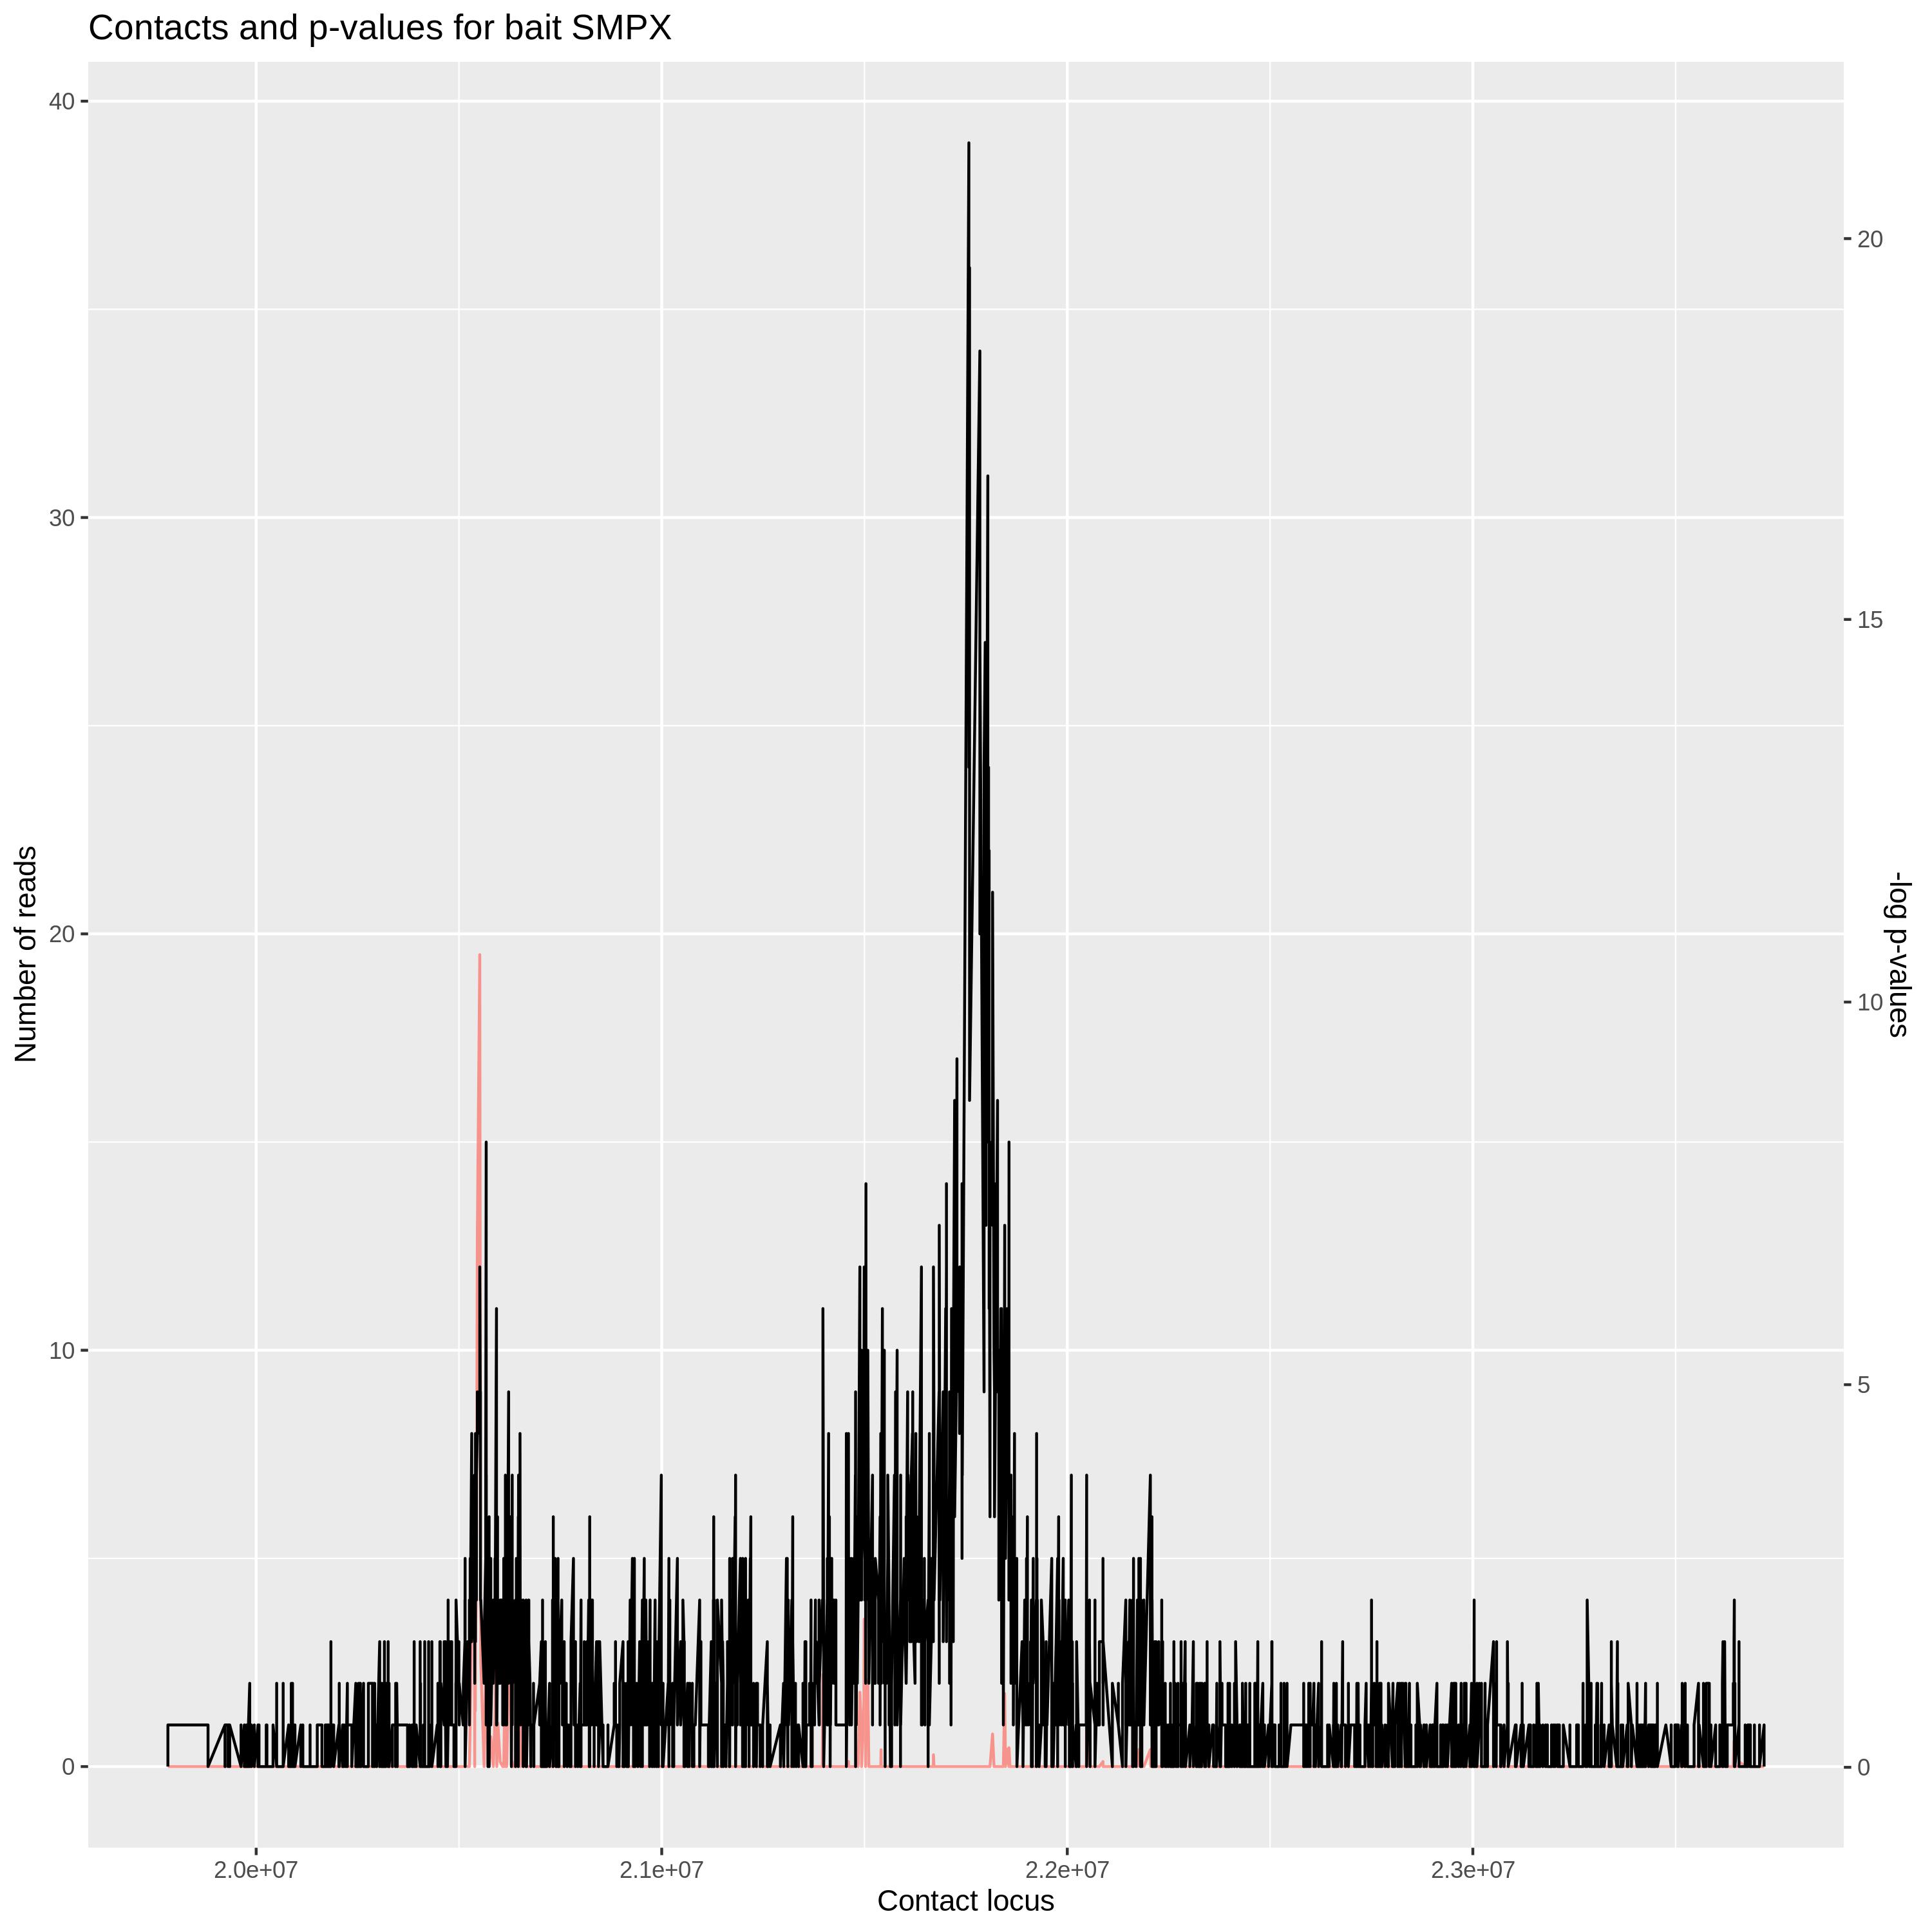 Contacts and p-values for bait SMPX
40
30
20
10
0
Number of reads
20
15
10
5
0
-log p-values
2.0e+07
2.1e+07
2.2e+07
2.3e+07
Contact locus